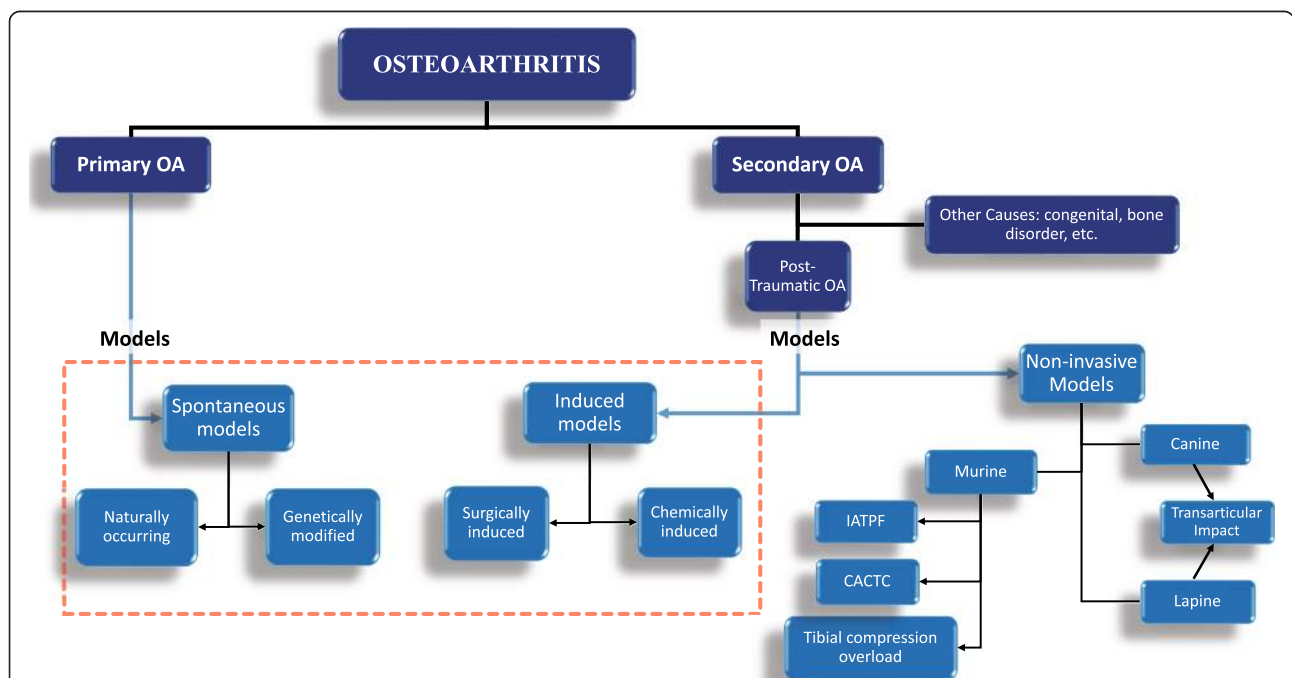 OSTEOARTHRITIS
Primary OA
Secondary OA
Other Causes: congenital, bone
disorder, etc.
Post-
Traumatic OA
Models
Models
Non-invasive
Models
Spontaneous
models
Induced
models
Canine
Murine
Naturally
occurring
Genetically
modified
Surgically
induced
Chemically
induced
IATPF
Transarticular
Impact
CACTC
Lapine
Tibial compression
overload